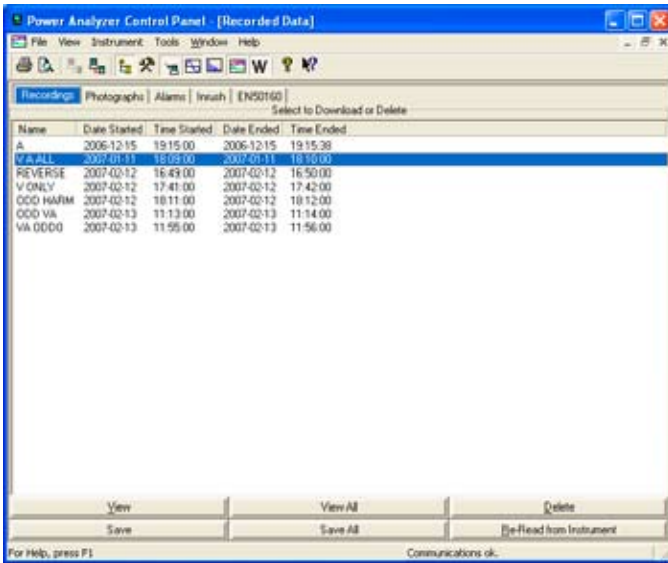 Power Analyzer Control Panel - [Recorded Data]
File View Instrument Tools Window Help
W
Recordings Photographs Alarms Inrush EN50160
Select to Download or Delete
Name Date Started Time Started Date Ended Time Ended
A 2006-12-15 19:15:00 2006-12-15 19:15:38
V A ALL 2007-01-11 18:09:00 2007-01-11 18:10:00
REVERSE 2007-02-12 16:49:00 2007-02-12 16:50:00
V ONLY 2007-02-12 17:41:00 2007-02-12 17:42:00
ODD HARM 2007-02-12 18:11:00 2007-02-12 18:12:00
ODD VA 2007-02-13 11:13:00 2007-02-13 11:14:00
VA 2007-02-13 11:55:00 2007-02-13 11:56:00
View View All Delete
Save Save All Re-Read from Instrument
For Help, press F1 Communications ok.